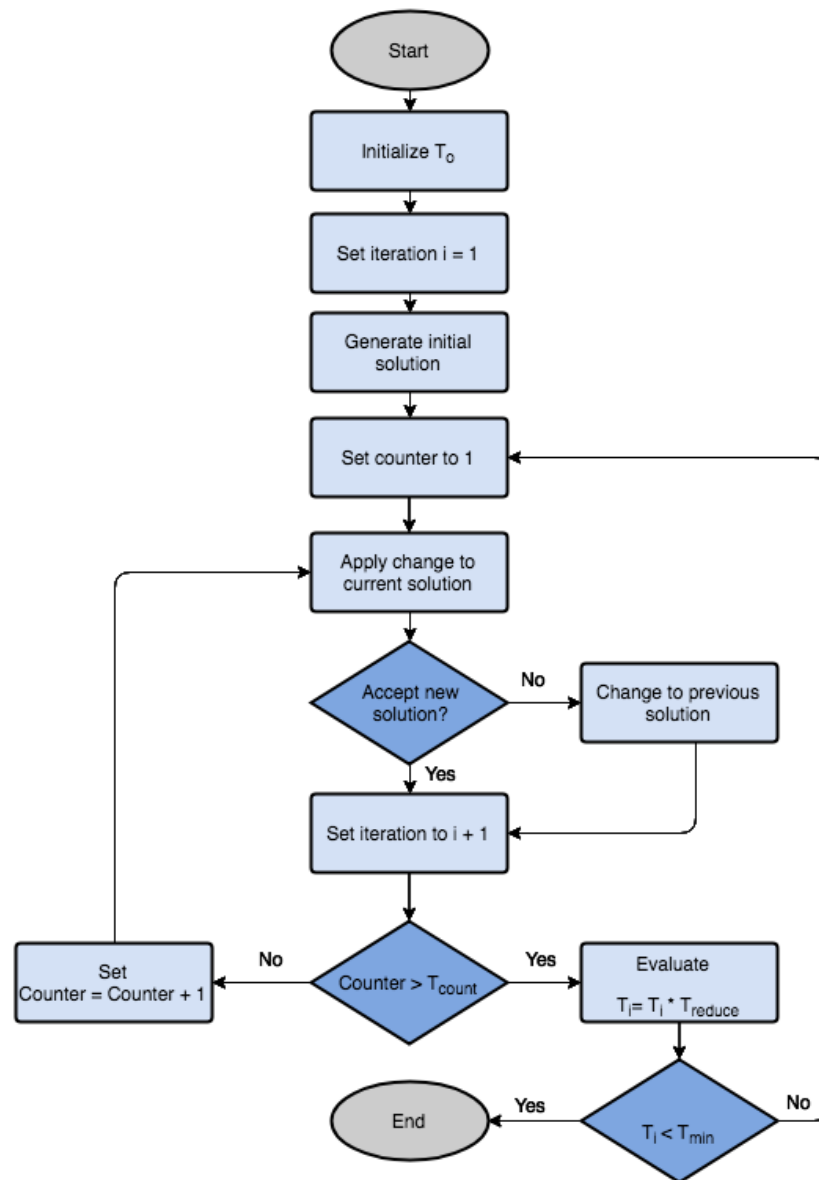 Start
Initialize T₀
Set iteration i = 1
Generate initial
solution
Set counter to 1
Apply change to
current solution
Accept new
solution?
No
Change to previous
solution
Yes
Set iteration to i + 1
Set
Counter = Counter + 1
No
Counter > Tcount
Yes
Evaluate
Ti= Ti * Treduce
End
Yes
Ti < Tmin
No